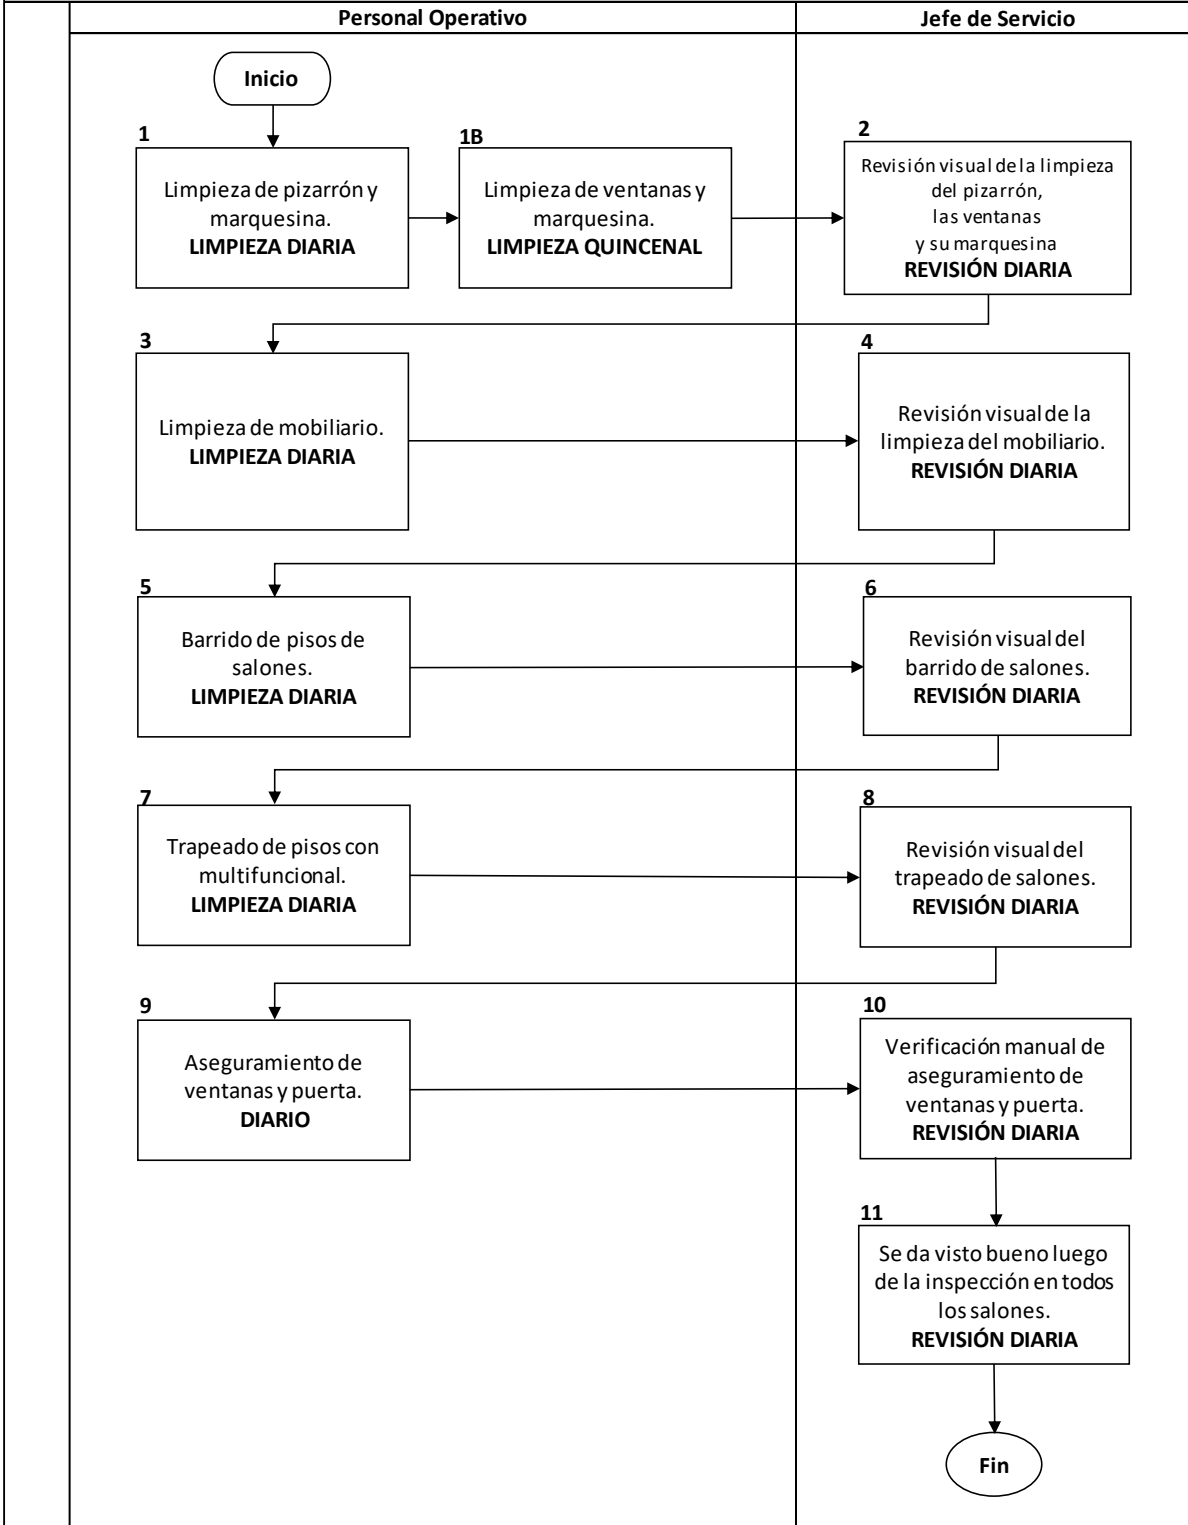 Personal Operativo
Jefe de Servicio
Inicio
1
Limpieza de pizarrón y
marquesina.
LIMPIEZA DIARIA
1B
Limpieza de ventanas y
marquesina.
LIMPIEZA QUINCENAL
2
Revisión visual de la limpieza
del pizarrón,
las ventanas
y su marquesina
REVISIÓN DIARIA
3
Limpieza de mobiliario.
LIMPIEZA DIARIA
4
Revisión visual de la
limpieza del mobiliario.
REVISIÓN DIARIA
5
Barrido de pisos de
salones.
LIMPIEZA DIARIA
6
Revisión visual del
barrido de salones.
REVISIÓN DIARIA
7
Trapeado de pisos con
multifuncional.
LIMPIEZA DIARIA
8
Revisión visual del
trapeado de salones.
REVISIÓN DIARIA
9
Aseguramiento de
ventanas y puerta.
DIARIO
10
Verificación manual de
aseguramiento de
ventanas y puerta.
REVISIÓN DIARIA
11
Se da visto bueno luego
de la inspección en todos
los salones.
REVISIÓN DIARIA
Fin